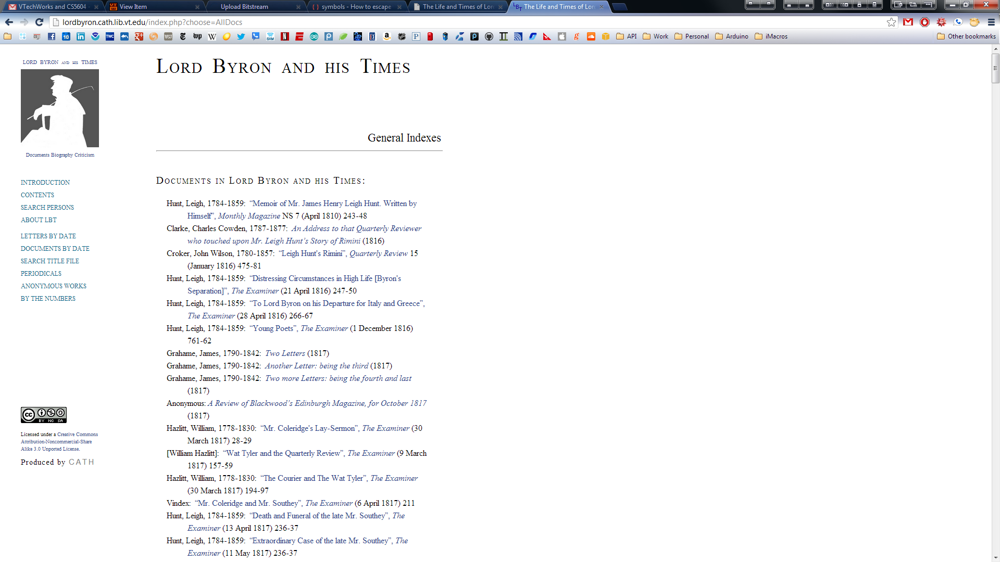 VTechWorks and CS5604 -
View Item
Upload Bitstream
symbols - How to escape
The Life and Times of Lor
The Life and Times of Lor
lordbyron.cath.lib.vt.edu/index.php?choose=AllDocs
API
Work
Personal
Arduino
iMacros
Other bookmarks
LORD BYRON AND HIS TIMES
Documents Biography Criticism
INTRODUCTION
CONTENTS
SEARCH PERSONS
ABOUT LBT
LETTERS BY DATE
DOCUMENTS BY DATE
SEARCH TITLE FILE
PERIODICALS
ANONYMOUS WORKS
BY THE NUMBERS
cc BY NC SA
Licensed under a Creative Commons
Attribution-Noncommercial-Share
Alike 3.0 Unported License.
Produced by CATH
Lord Byron and his Times
General Indexes
Documents in Lord Byron and his Times:
Hunt, Leigh, 1784-1859: “Memoir of Mr. James Henry Leigh Hunt. Written by
Himself”, Monthly Magazine NS 7 (April 1810) 243-48
Clarke, Charles Cowden, 1787-1877: An Address to that Quarterly Reviewer
who touched upon Mr. Leigh Hunt’s Story of Rimini (1816)
Croker, John Wilson, 1780-1857: “Leigh Hunt's Rimini”, Quarterly Review 15
(January 1816) 475-81
Hunt, Leigh, 1784-1859: “Distressing Circumstances in High Life [Byron's
Separation]”, The Examiner (21 April 1816) 247-50
Hunt, Leigh, 1784-1859: “To Lord Byron on his Departure for Italy and Greece”,
The Examiner (28 April 1816) 266-67
Hunt, Leigh, 1784-1859: “Young Poets”, The Examiner (1 December 1816)
761-62
Grahame, James, 1790-1842: Two Letters (1817)
Grahame, James, 1790-1842: Another Letter: being the third (1817)
Grahame, James, 1790-1842: Two more Letters: being the fourth and last
(1817)
Anonymous: A Review of Blackwood’s Edinburgh Magazine, for October 1817
(1817)
Hazlitt, William, 1778-1830: “Mr. Coleridge's Lay-Sermon”, The Examiner (30
March 1817) 28-29
[William Hazlitt]: “Wat Tyler and the Quarterly Review”, The Examiner (9 March
1817) 157-59
Hazlitt, William, 1778-1830: “The Courier and The Wat Tyler”, The Examiner
(30 March 1817) 194-97
Vindex: “Mr. Coleridge and Mr. Southey”, The Examiner (6 April 1817) 211
Hunt, Leigh, 1784-1859: “Death and Funeral of the late Mr. Southey”, The
Examiner (13 April 1817) 236-37
Hunt, Leigh, 1784-1859: “Extraordinary Case of the late Mr. Southey”, The
Examiner (11 May 1817) 236-37